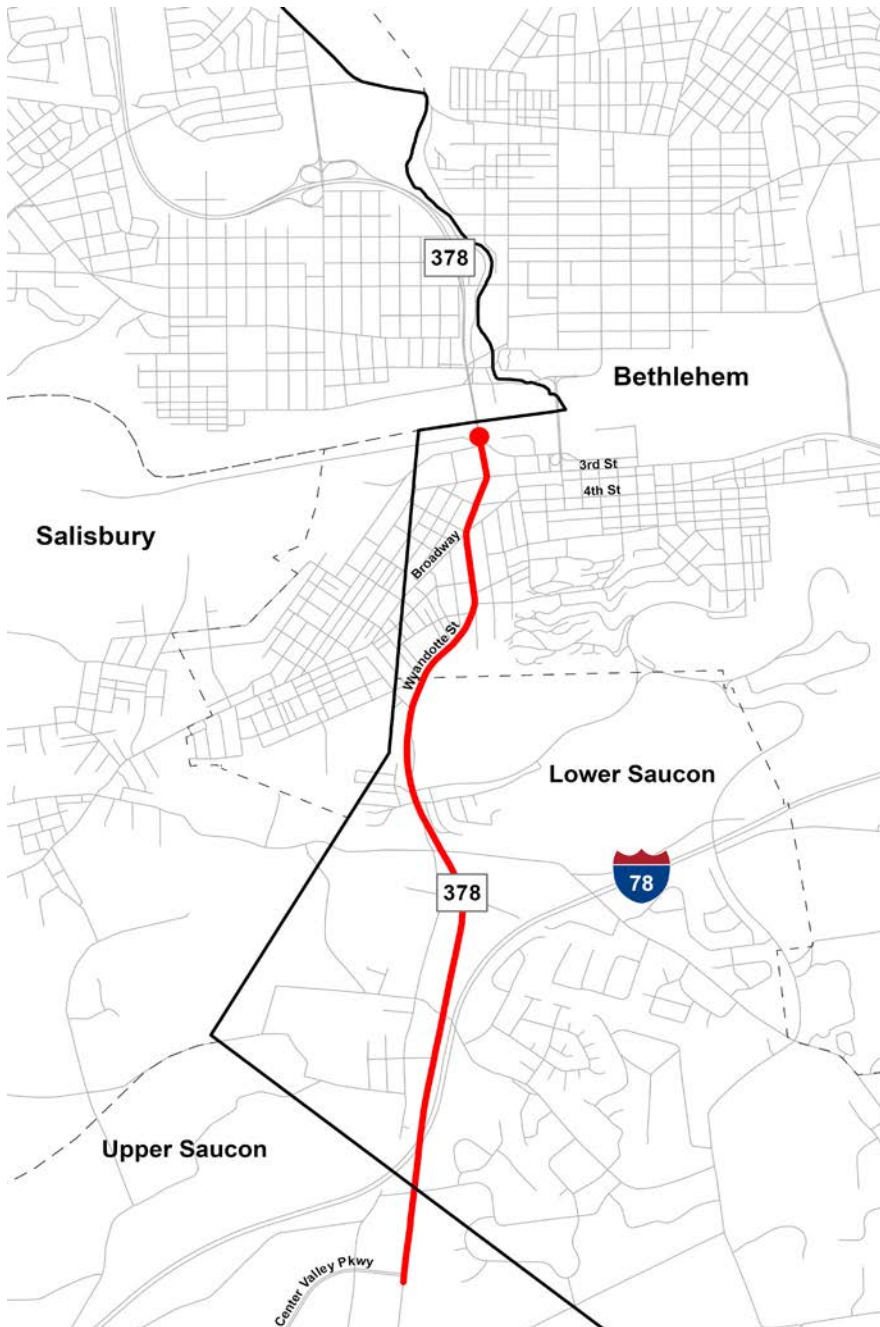 378
Bethlehem
3rd St
4th St
Salisbury
Broadway
Wyandotte St
Lower Saucon
78
378
Upper Saucon
Center Valley Pkwy